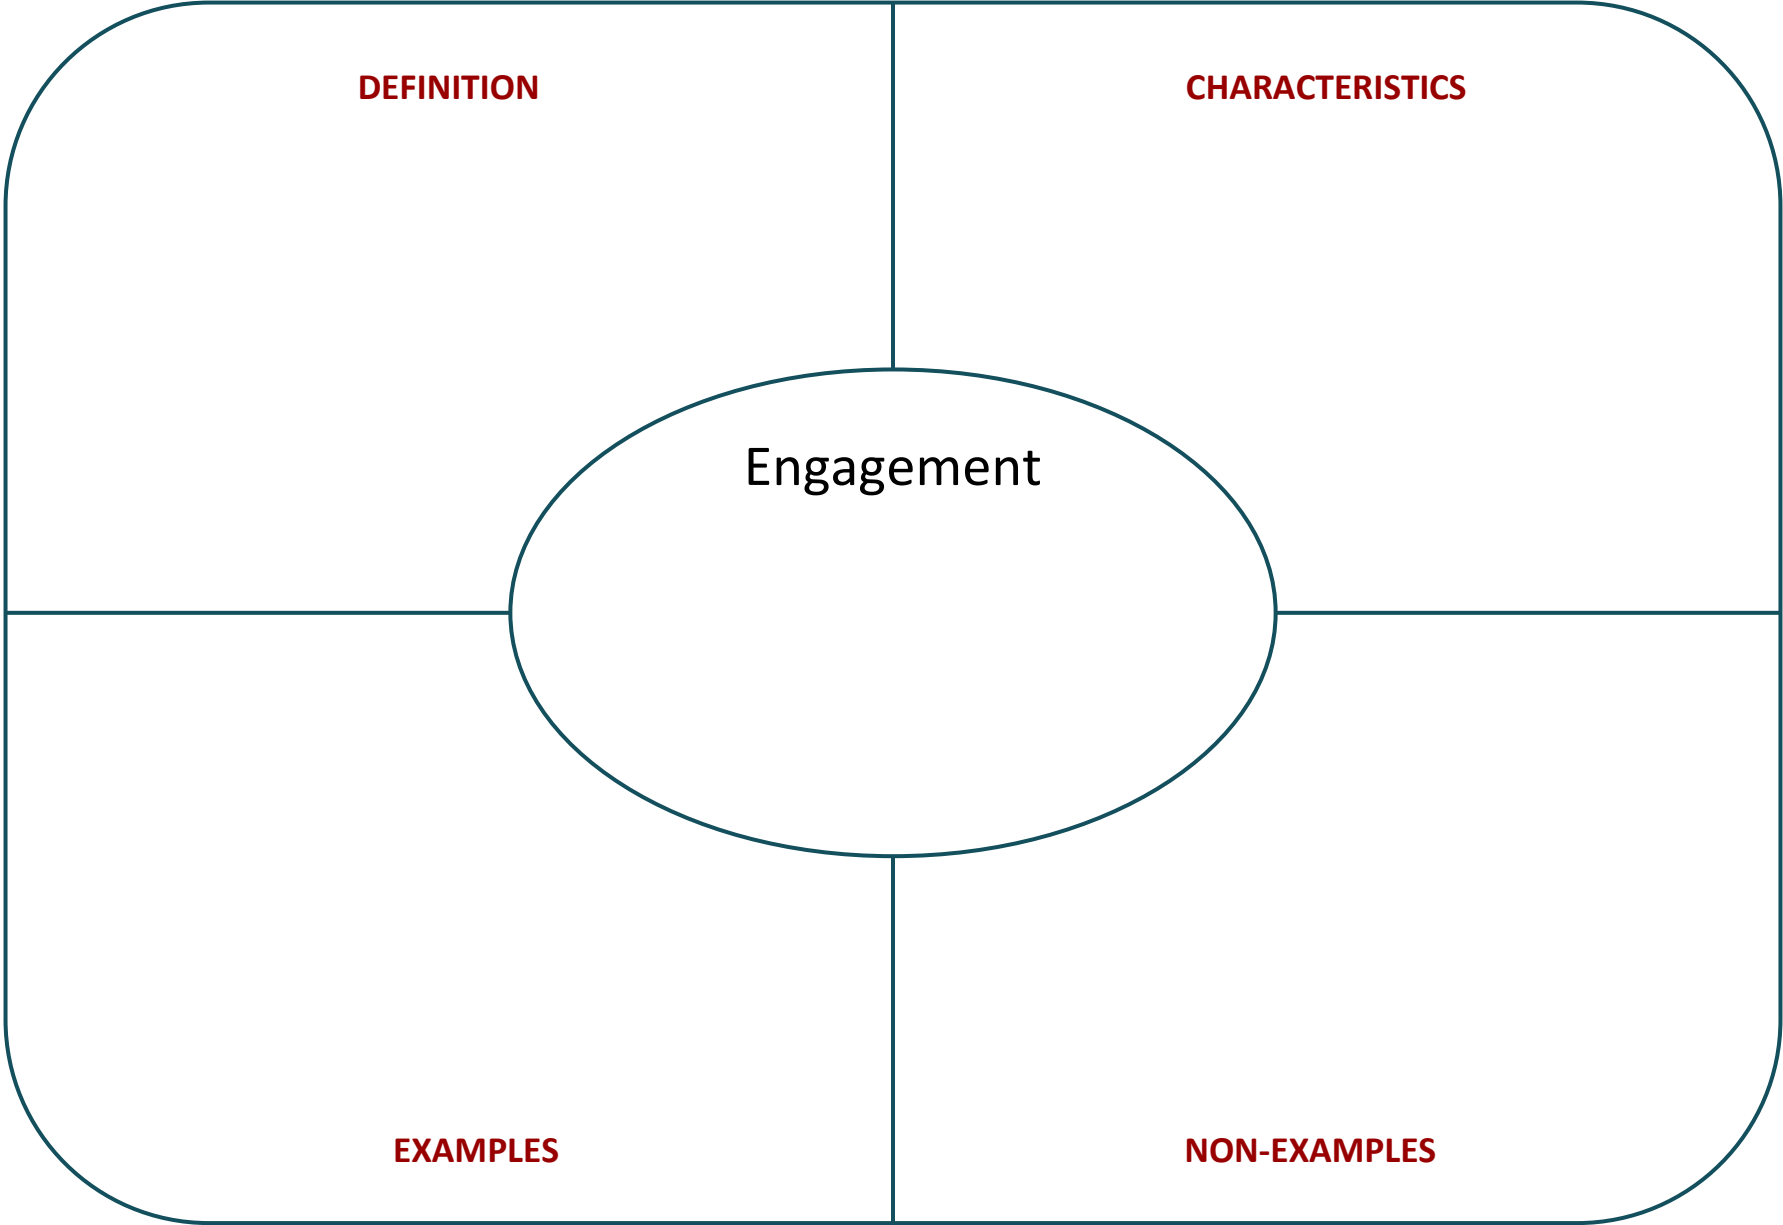 DEFINITION
CHARACTERISTICS
Engagement
EXAMPLES
NON-EXAMPLES